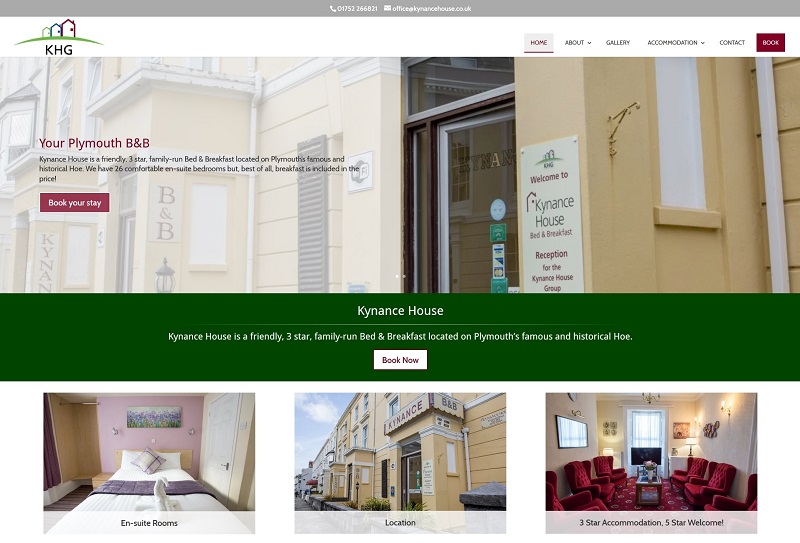 01752 266821 office@kynancehouse.co.uk
KHG
HOME ABOUT GALLERY ACCOMMODATION CONTACT BOOK
Your Plymouth B&B
Kynance House is a friendly, 3 star, family-run Bed & Breakfast located on Plymouth's famous and
historical Hoe. We have 26 comfortable en-suite bedrooms but, best of all, breakfast is included in the
price!
Book your stay
B&B
KYNAN
KYNAN
KHG
Welcome to
Kynance
House
Bed & Breakfast
Reception
for the
Kynance House
Group
Kynance House
Kynance House is a friendly, 3 star, family-run Bed & Breakfast located on Plymouth's famous and historical Hoe.
Book Now
KYNANCE
B&B
En-suite Rooms
Location
3 Star Accommodation, 5 Star Welcome!